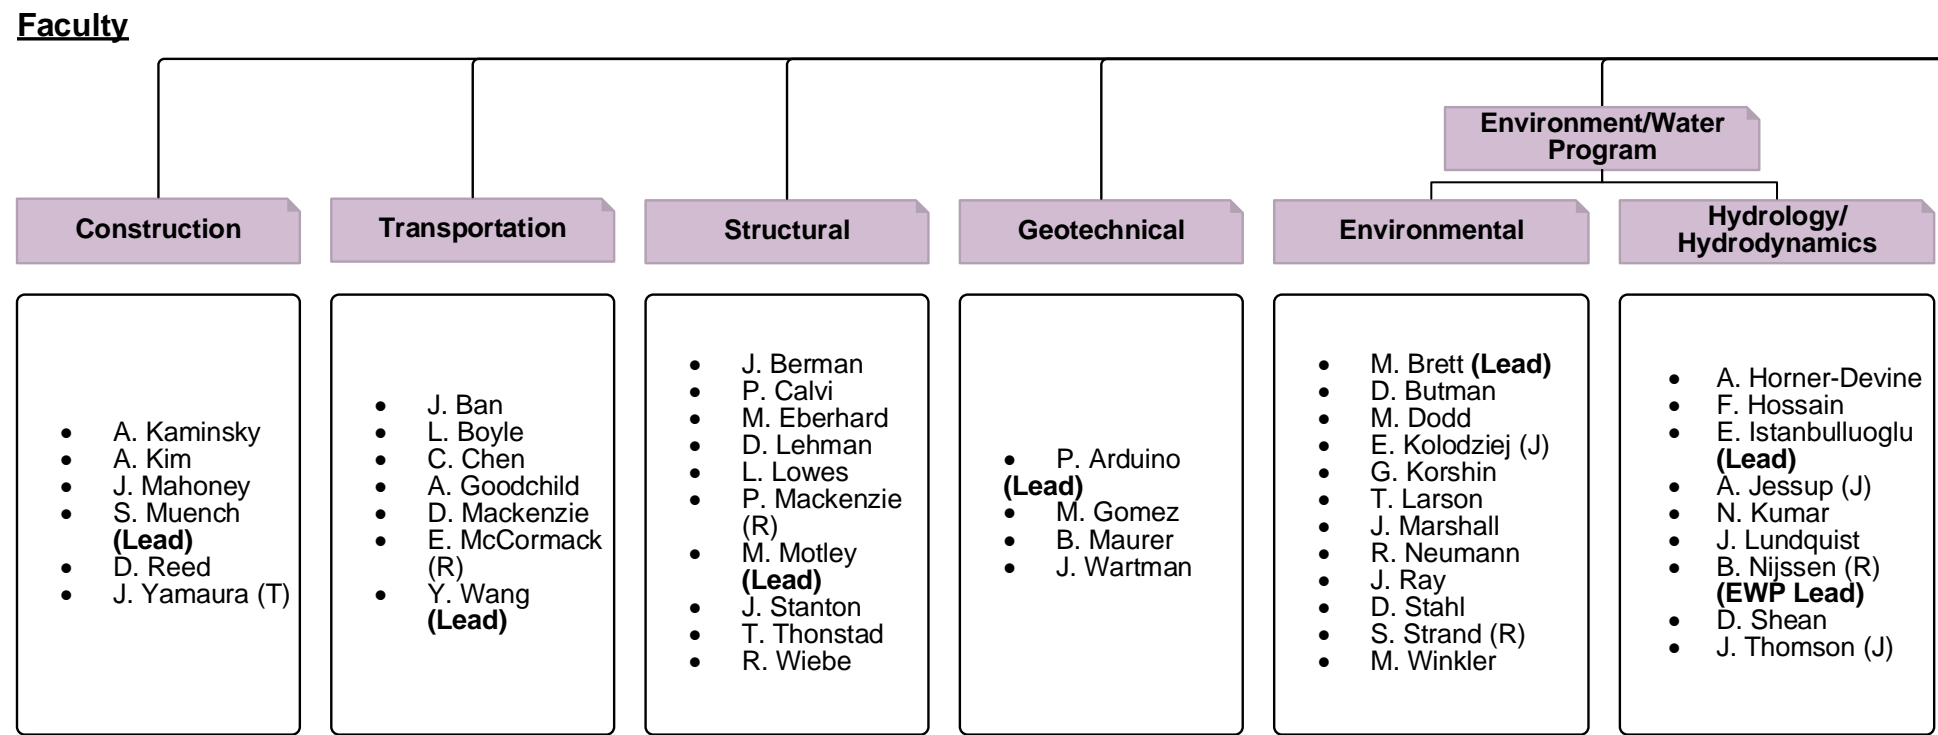 Faculty
Environment/Water
Program
Construction
Transportation
Structural
Geotechnical
Environmental
Hydrology/
Hydrodynamics
• A. Kaminsky
• A. Kim
• J. Mahoney
• S. Muench
(Lead)
• D. Reed
• J. Yamaura (T)
• J. Ban
• L. Boyle
• C. Chen
• A. Goodchild
• D. Mackenzie
• E. McCormack
(R)
• Y. Wang
(Lead)
• J. Berman
• P. Calvi
• M. Eberhard
• D. Lehman
• L. Lowes
• P. Mackenzie
(R)
• M. Motley
(Lead)
• J. Stanton
• T. Thonstad
• R. Wiebe
• P. Arduino
(Lead)
• M. Gomez
• B. Maurer
• J. Wartman
• M. Brett (Lead)
• D. Butman
• M. Dodd
• E. Kolodziej (J)
• G. Korshin
• T. Larson
• J. Marshall
• R. Neumann
• J. Ray
• D. Stahl
• S. Strand (R)
• M. Winkler
• A. Horner-Devine
• F. Hossain
• E. Istanbulluoglu
(Lead)
• A. Jessup (J)
• N. Kumar
• J. Lundquist
• B. Nijssen (R)
(EWP Lead)
• D. Shean
• J. Thomson (J)